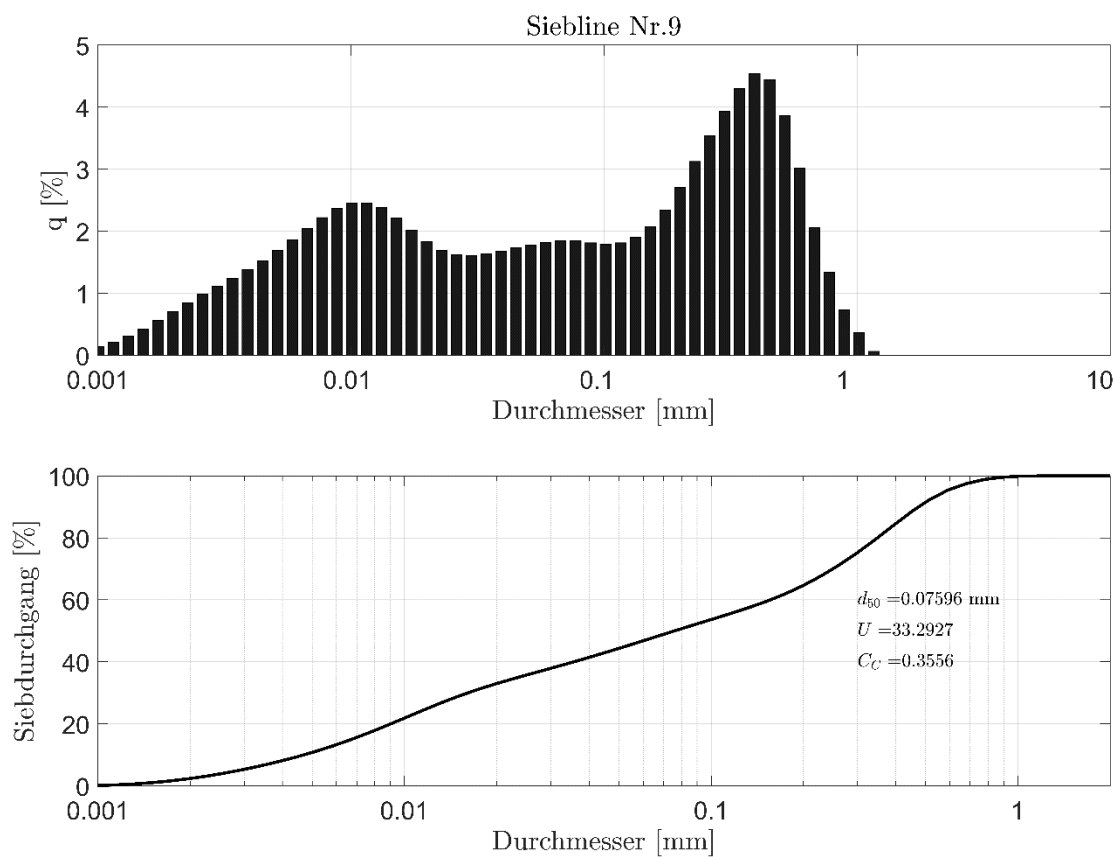 Siebline Nr.9
5
4
3
2
1
0
q [%]
0.001 0.01 0.1 1 10
Durchmesser [mm]
100
80
60
40
20
0
Siebdurchgang [%]
d50 =0.07596 mm
U =33.2927
CC =0.3556
0.001 0.01 0.1 1
Durchmesser [mm]